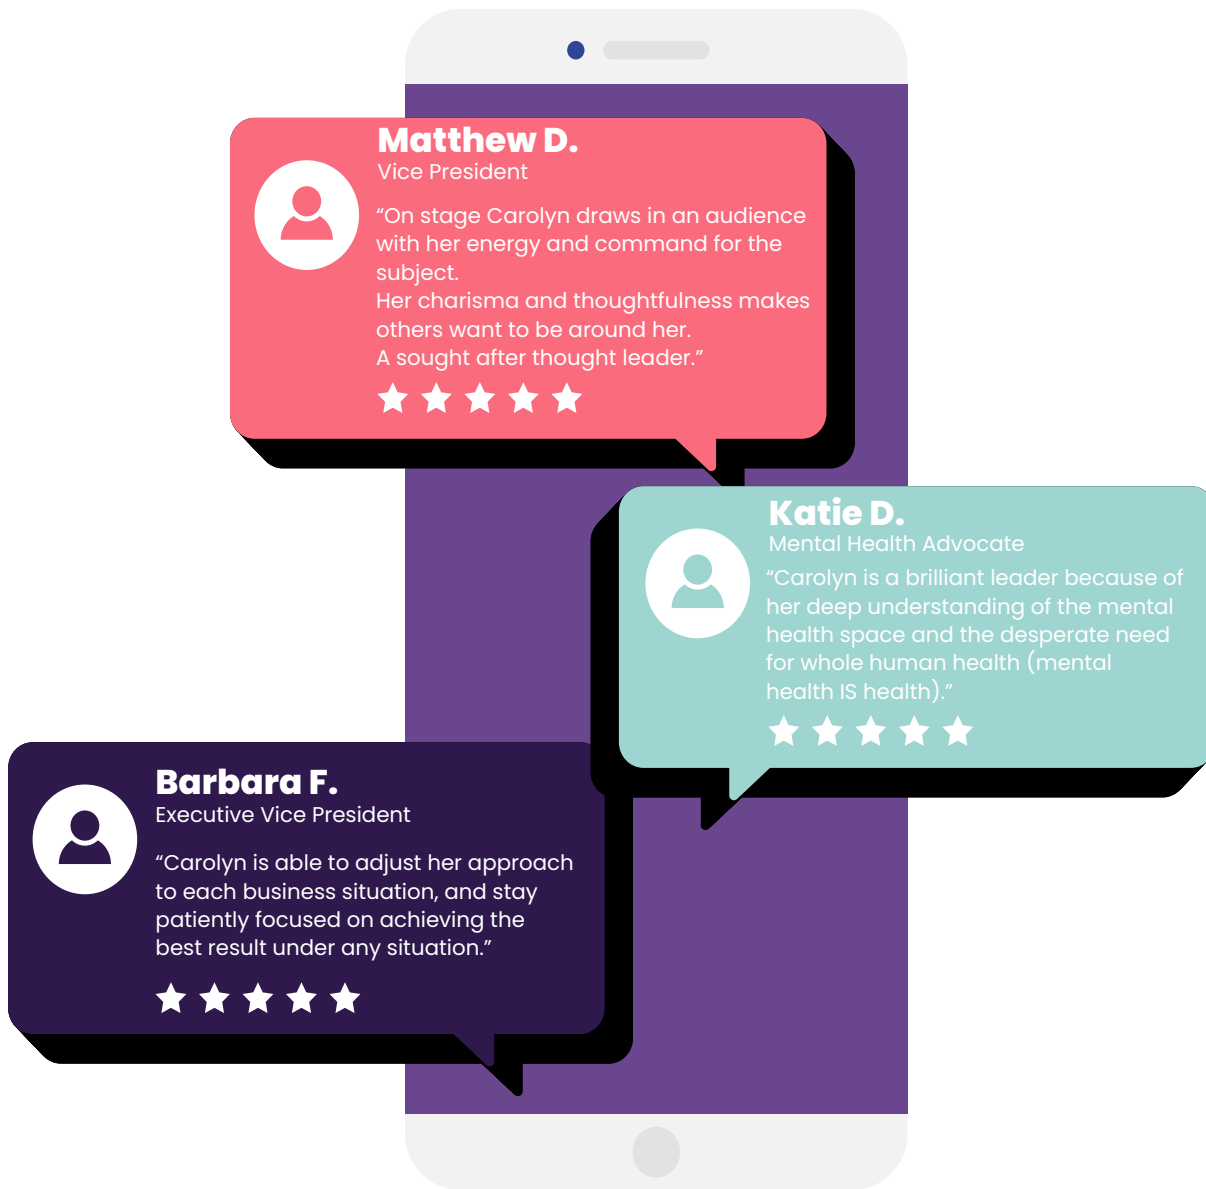 Matthew D.
Vice President
“On stage Carolyn draws in an audience
with her energy and command for the
subject.
Her charisma and thoughtfulness makes
others want to be around her.
A sought after thought leader.”
Katie D.
Mental Health Advocate
“Carolyn is a brilliant leader because of
her deep understanding of the mental
health space and the desperate need
for whole human health (mental
health IS health).”
Barbara F.
Executive Vice President
“Carolyn is able to adjust her approach
to each business situation, and stay
patiently focused on achieving the
best result under any situation.”